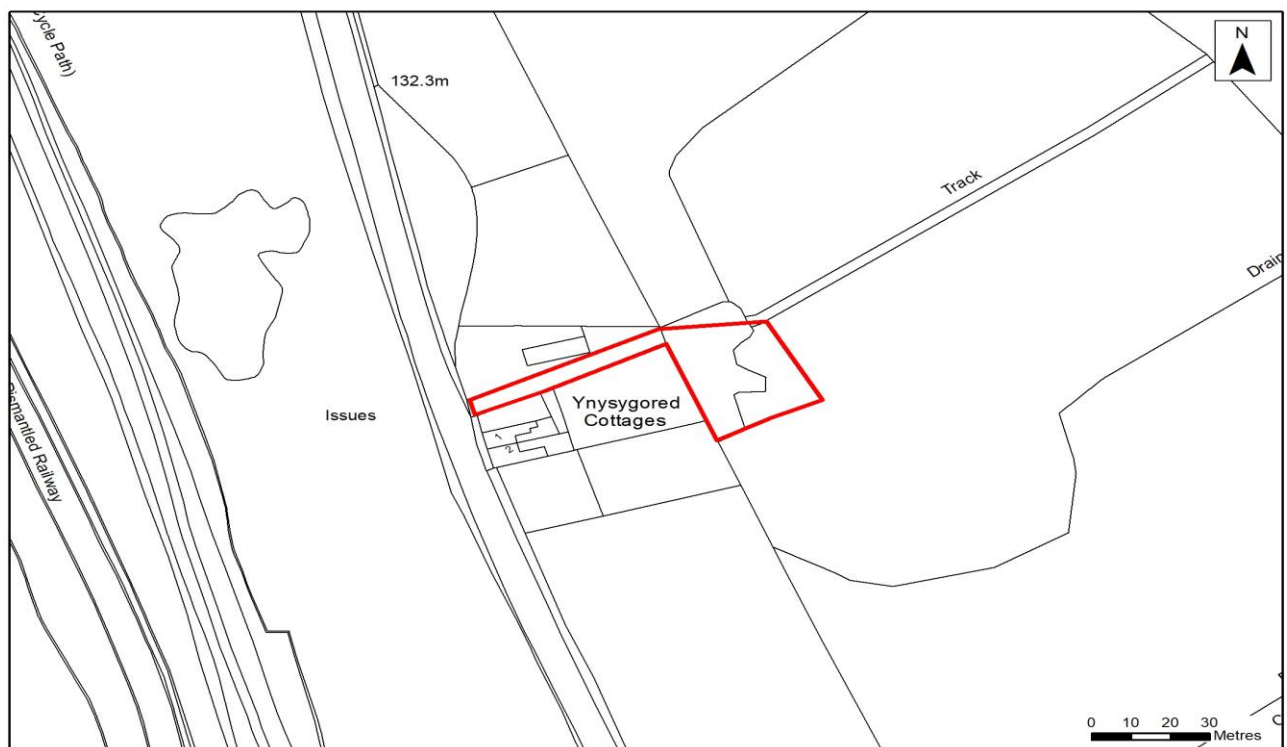 Cycle Path)
N
132.3m
Track
Drain
Ynysygored
Cottages
Issues
1
2
Dismantled Railway
0 10 20 30
Metres